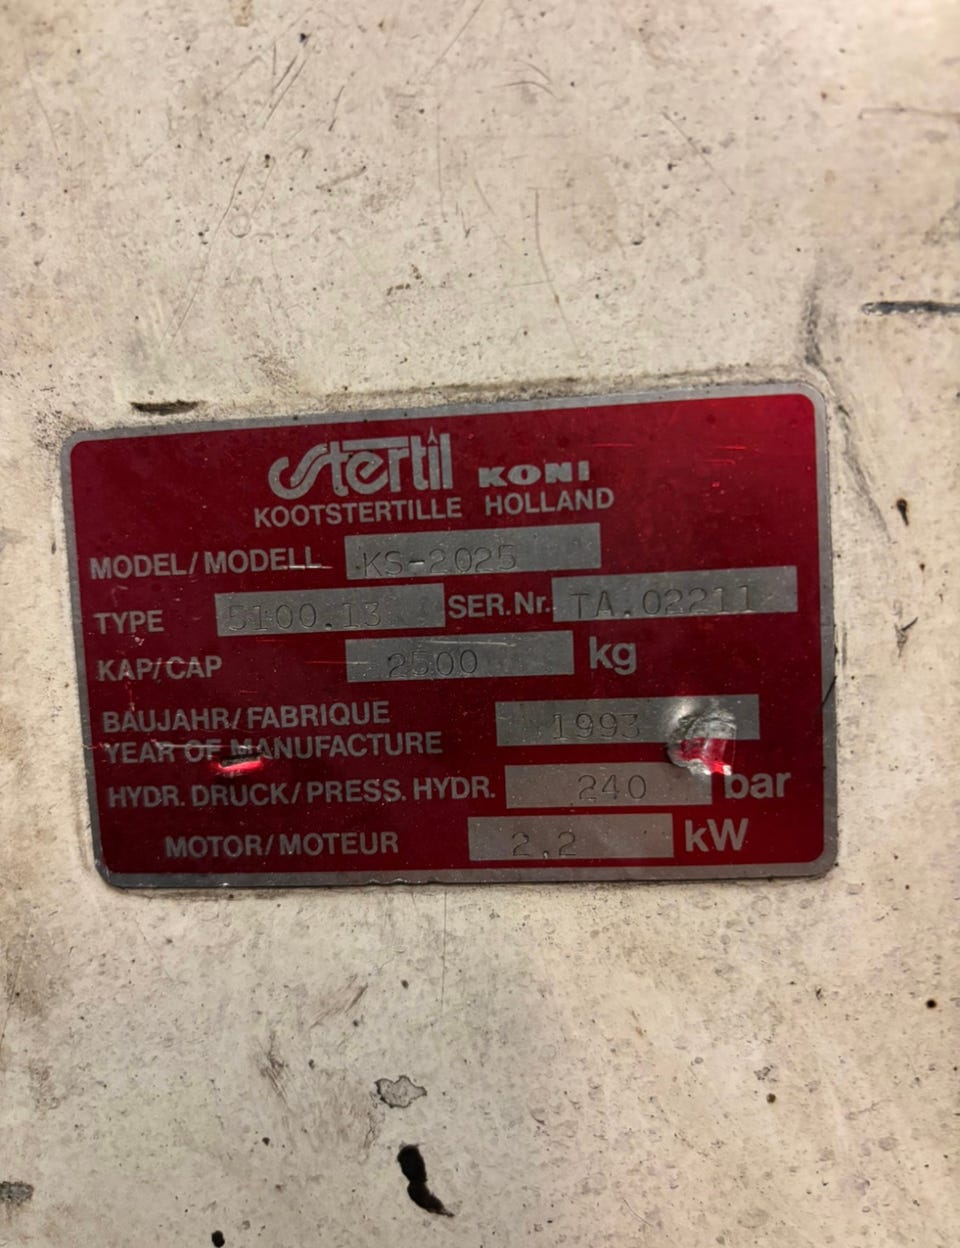 Stertil KONI
KOOTSTERTILLE HOLLAND
MODEL/MODELL KS-2025
TYPE 5100.13 SER.Nr. TA.02211
KAP/CAP 2500 kg
BAUJAHR/FABRIQUE
YEAR OF MANUFACTURE 1993
HYDR. DRUCK/PRESS. HYDR. 240 bar
MOTOR/MOTEUR 2.2 kW